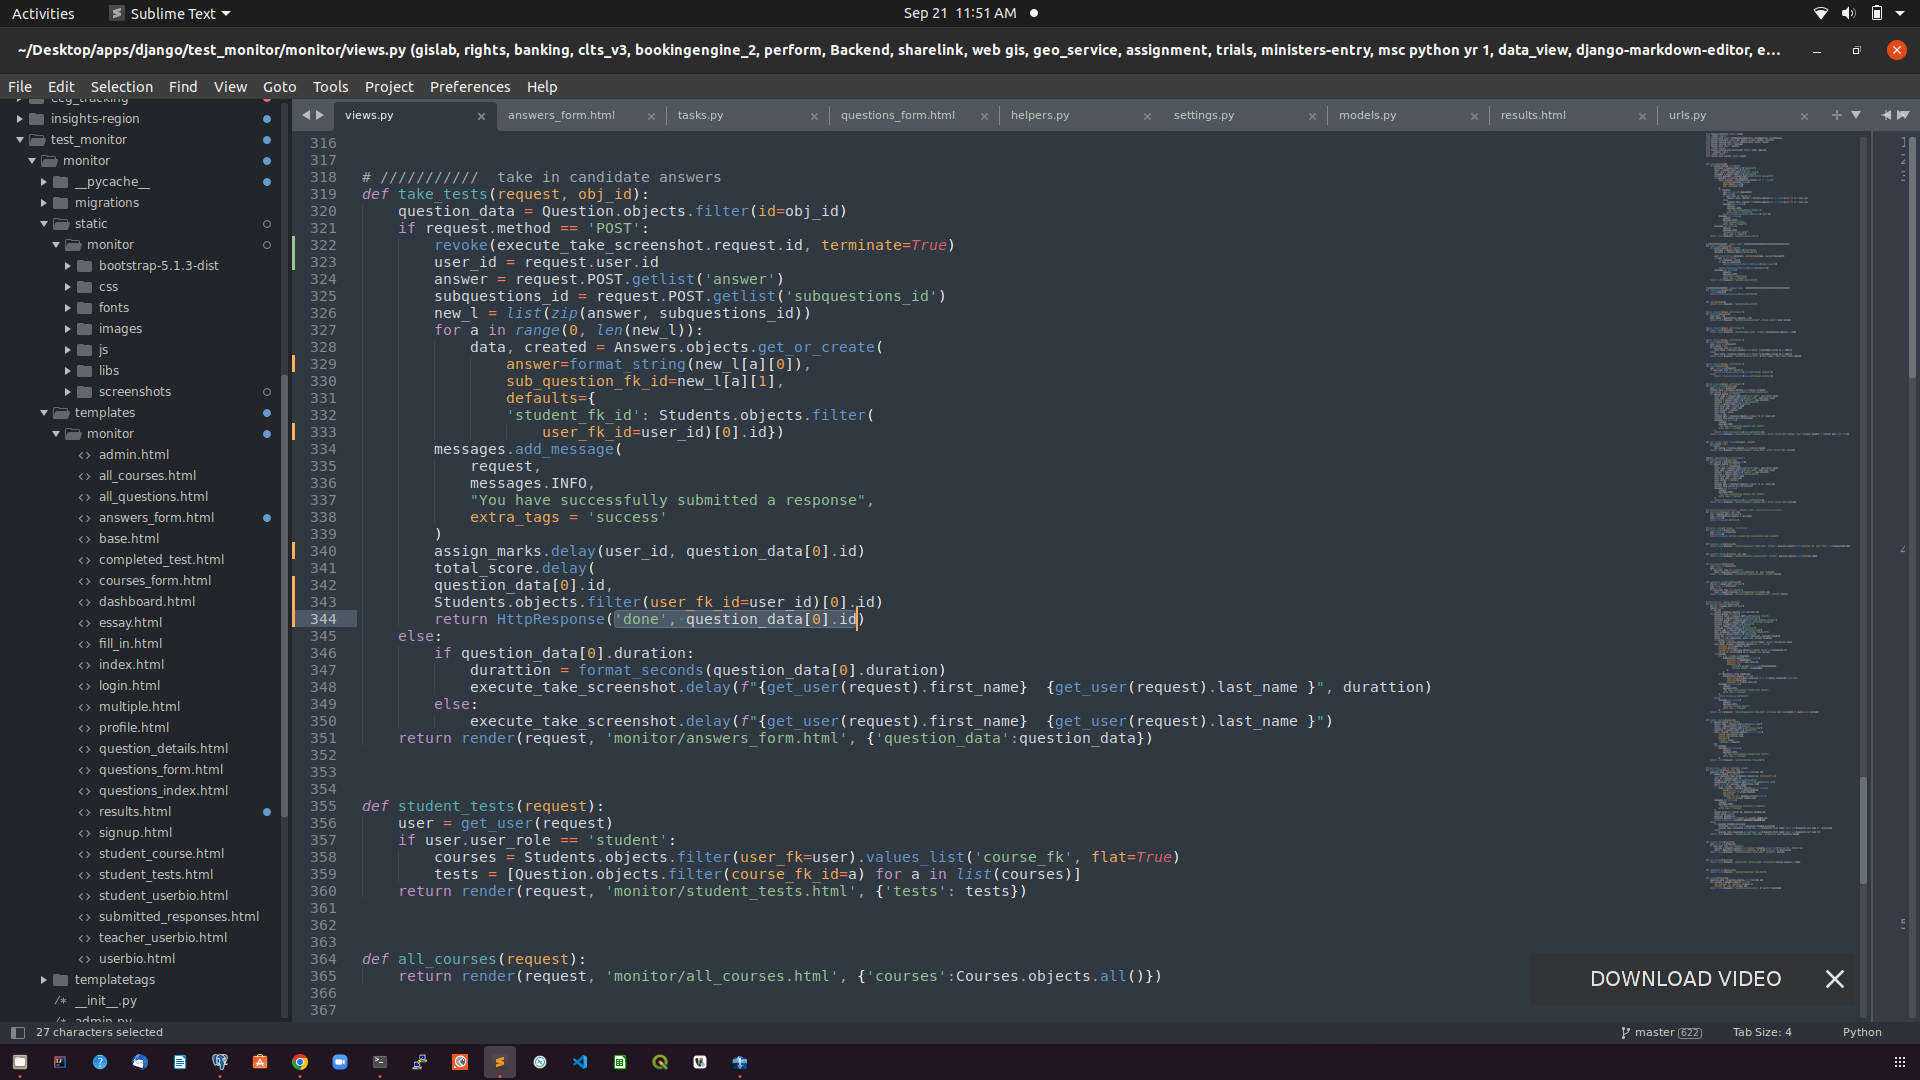 Activities
Sublime Text
Sep 21 11:51 AM
~/Desktop/apps/django/test_monitor/monitor/views.py (gislab, rights, banking, clts_v3, bookingengine_2, perform, Backend, sharelink, web gis, geo_service, assignment, trials, ministers-entry, msc python yr 1, data_view, django-markdown-editor, e...
File Edit Selection Find View Goto Tools Project Preferences Help
views.py
answers_form.html
tasks.py
questions_form.html
helpers.py
settings.py
models.py
results.html
urls.py
insights-region
test_monitor
monitor
__pycache__
migrations
static
monitor
bootstrap-5.1.3-dist
css
fonts
images
js
libs
screenshots
templates
monitor
admin.html
all_courses.html
all_questions.html
answers_form.html
base.html
completed_test.html
courses_form.html
dashboard.html
essay.html
fill_in.html
index.html
login.html
multiple.html
profile.html
question_details.html
questions_form.html
questions_index.html
results.html
signup.html
student_course.html
student_tests.html
student_userbio.html
submitted_responses.html
teacher_userbio.html
userbio.html
templatetags
__init__.py
admin.py
316
317
318 # /////////// take in candidate answers
319 def take_tests(request, obj_id):
320 question_data = Question.objects.filter(id=obj_id)
321 if request.method == 'POST':
322 revoke(execute_take_screenshot.request.id, terminate=True)
323 user_id = request.user.id
324 answer = request.POST.getlist('answer')
325 subquestions_id = request.POST.getlist('subquestions_id')
326 new_l = list(zip(answer, subquestions_id))
327 for a in range(0, len(new_l)):
328 data, created = Answers.objects.get_or_create(
329 answer=format_string(new_l[a][0]),
330 sub_question_fk_id=new_l[a][1],
331 defaults={
332 'student_fk_id': Students.objects.filter(
333 user_fk_id=user_id)[0].id})
334 messages.add_message(
335 request,
336 messages.INFO,
337 "You have successfully submitted a response",
338 extra_tags = 'success'
339 )
340 assign_marks.delay(user_id, question_data[0].id)
341 total_score.delay(
342 question_data[0].id,
343 Students.objects.filter(user_fk_id=user_id)[0].id)
344 return HttpResponse('done', question_data[0].id)
345 else:
346 if question_data[0].duration:
347 durattion = format_seconds(question_data[0].duration)
348 execute_take_screenshot.delay(f"{get_user(request).first_name}  {get_user(request).last_name }", durattion)
349 else:
350 execute_take_screenshot.delay(f"{get_user(request).first_name}  {get_user(request).last_name }")
351 return render(request, 'monitor/answers_form.html', {'question_data':question_data})
352
353
354
355 def student_tests(request):
356 user = get_user(request)
357 if user.user_role == 'student':
358 courses = Students.objects.filter(user_fk=user).values_list('course_fk', flat=True)
359 tests = [Question.objects.filter(course_fk_id=a) for a in list(courses)]
360 return render(request, 'monitor/student_tests.html', {'tests': tests})
361
362
363
364 def all_courses(request):
365 return render(request, 'monitor/all_courses.html', {'courses':Courses.objects.all()})
366
367
DOWNLOAD VIDEO
27 characters selected
master 622
Tab Size: 4
Python